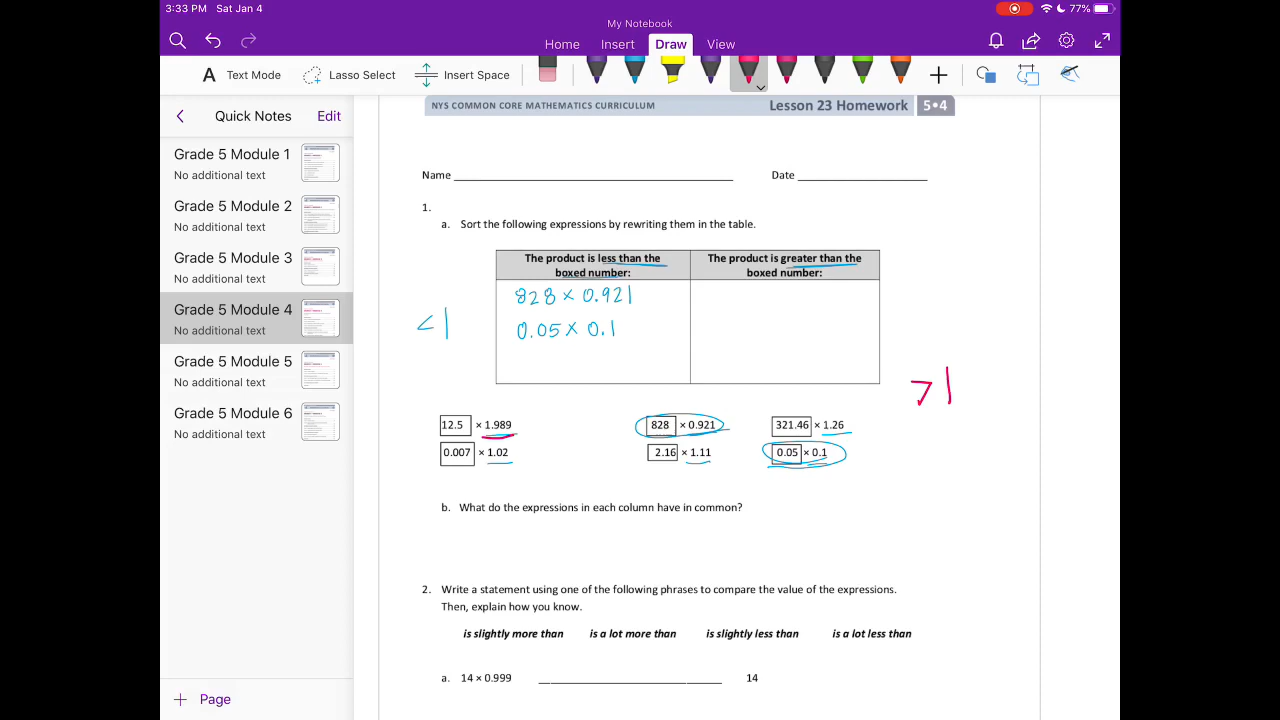 3:33 PM Sat Jan 4
77%
My Notebook
Home Insert Draw View
A Text Mode Lasso Select Insert Space
Quick Notes Edit
Grade 5 Module 1
No additional text
Grade 5 Module 2
No additional text
Grade 5 Module 3
No additional text
Grade 5 Module 4
No additional text
Grade 5 Module 5
No additional text
Grade 5 Module 6
No additional text
+ Page
NYS COMMON CORE MATHEMATICS CURRICULUM Lesson 23 Homework 5•4
Name Date
1.
a. Sort the following expressions by rewriting them in the table.
The product is less than the
boxed number:
The product is greater than the
boxed number:
828 × 0.921
<1
0.05 × 0.1
>1
12.5 × 1.989 828 × 0.921 321.46 × 1.26
0.007 × 1.02 2.16 × 1.11 0.05 × 0.1
b. What do the expressions in each column have in common?
2. Write a statement using one of the following phrases to compare the value of the expressions.
Then, explain how you know.
is slightly more than is a lot more than is slightly less than is a lot less than
a. 14 × 0.999 ____________________ 14